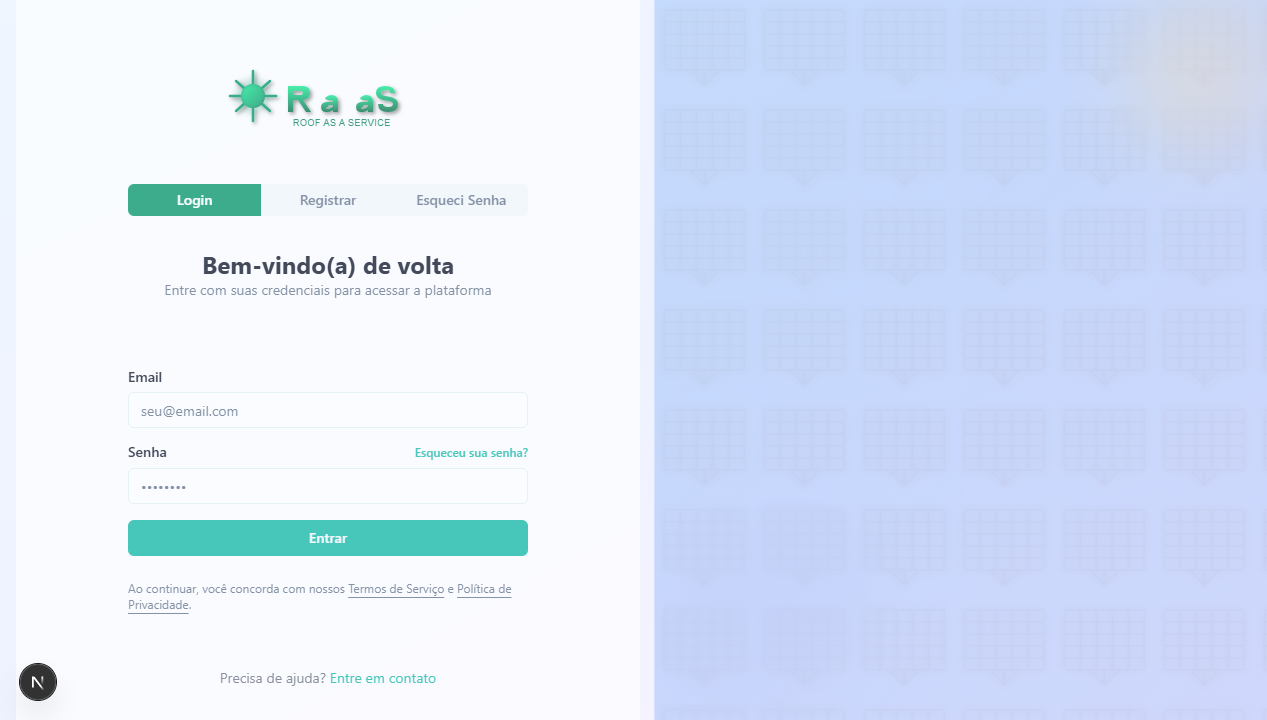 RaaS
ROOF AS A SERVICE
Login
Registrar
Esqueci Senha
Bem-vindo(a) de volta
Entre com suas credenciais para acessar a plataforma
Email
seu@email.com
Senha
Esqueceu sua senha?
••••••••
Entrar
Ao continuar, você concorda com nossos Termos de Serviço e Política de
Privacidade.
Precisa de ajuda? Entre em contato
N